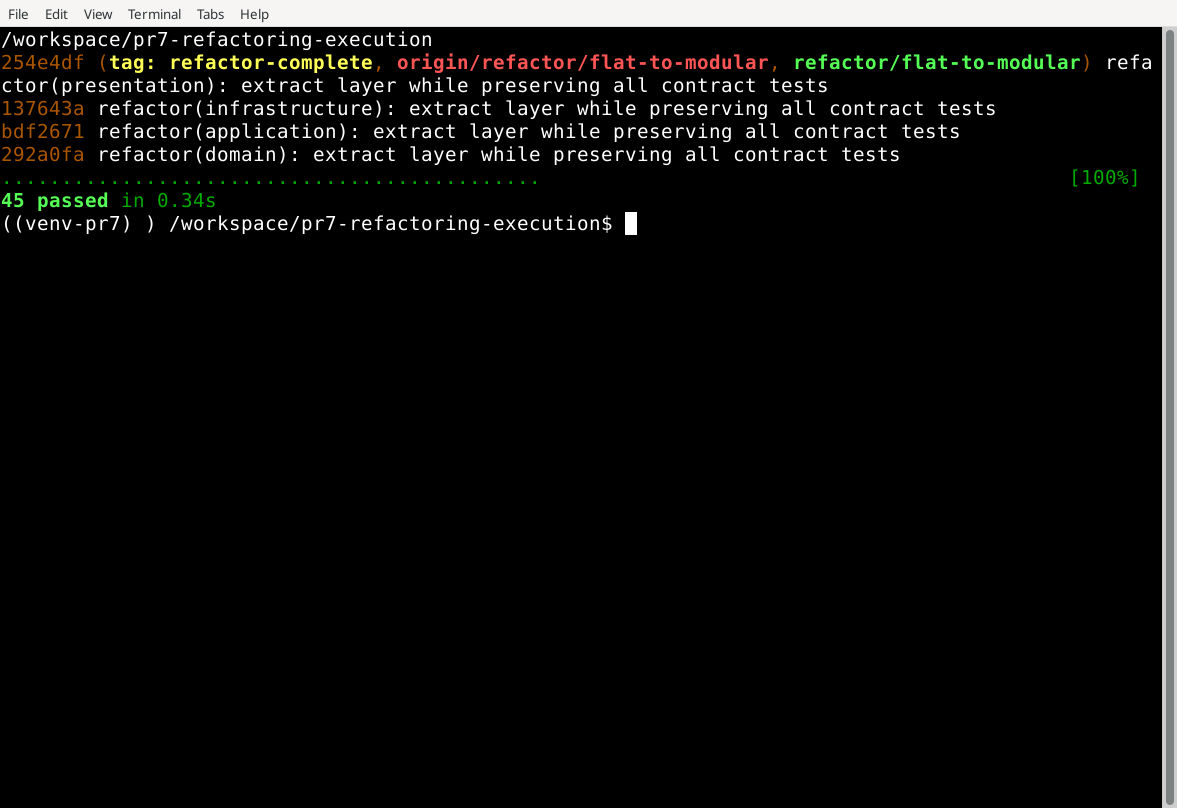 File Edit View Terminal Tabs Help
/workspace/pr7-refactoring-execution
254e4df (tag: refactor-complete, origin/refactor/flat-to-modular, refactor/flat-to-modular) refa
ctor(presentation): extract layer while preserving all contract tests
137643a refactor(infrastructure): extract layer while preserving all contract tests
bdf2671 refactor(application): extract layer while preserving all contract tests
292a0fa refactor(domain): extract layer while preserving all contract tests
............................................. [100%]
45 passed in 0.34s
((venv-pr7) ) /workspace/pr7-refactoring-execution$